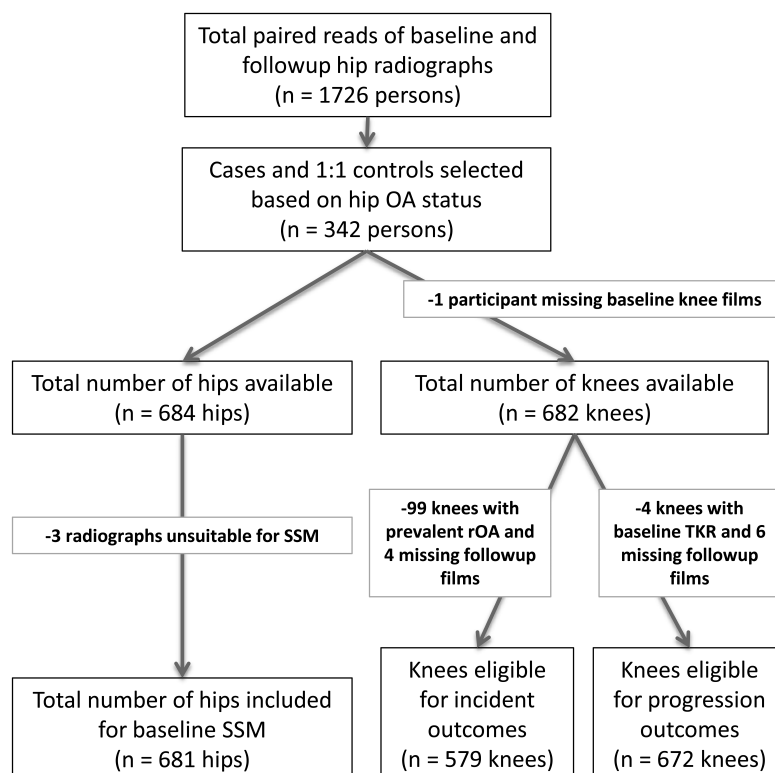 Total paired reads of baseline and
followup hip radiographs
(n = 1726 persons)
Cases and 1:1 controls selected
based on hip OA status
(n = 342 persons)
-1 participant missing baseline knee films
Total number of hips available
(n = 684 hips)
Total number of knees available
(n = 682 knees)
-3 radiographs unsuitable for SSM
-99 knees with
prevalent rOA and
4 missing followup
films
-4 knees with
baseline TKR and 6
missing followup
films
Total number of hips included
for baseline SSM
(n = 681 hips)
Knees eligible
for incident
outcomes
(n = 579 knees)
Knees eligible
for progression
outcomes
(n = 672 knees)